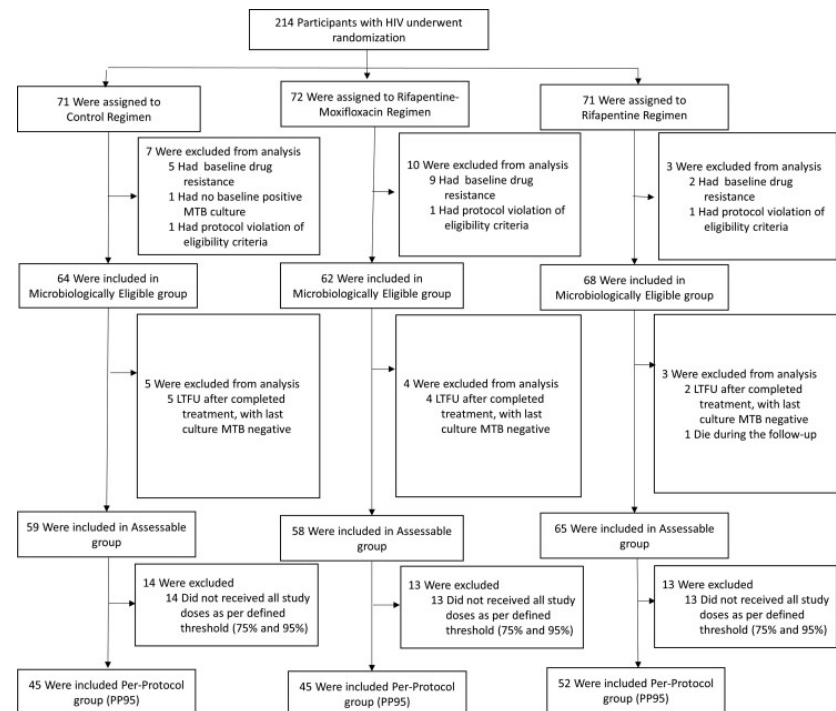 214 Participants with HIV underwent
randomization
71 Were assigned to
Control Regimen
72 Were assigned to Rifapentine-
Moxifloxacin Regimen
71 Were assigned to
Rifapentine Regimen
7 Were excluded from analysis
5 Had baseline drug
resistance
1 Had no baseline positive
MTB culture
1 Had protocol violation of
eligibility criteria
10 Were excluded from analysis
9 Had baseline drug
resistance
1 Had protocol violation of
eligibility criteria
3 Were excluded from analysis
2 Had baseline drug
resistance
1 Had protocol violation of
eligibility criteria
64 Were included in
Microbiologically Eligible group
62 Were included in
Microbiologically Eligible group
68 Were included in
Microbiologically Eligible group
5 Were excluded from analysis
5 LTFU after completed
treatment, with last
culture MTB negative
4 Were excluded from analysis
4 LTFU after completed
treatment, with last
culture MTB negative
3 Were excluded from analysis
2 LTFU after completed
treatment, with last
culture MTB negative
1 Die during the follow-up
59 Were included in Assessable
group
58 Were included in Assessable
group
65 Were included in Assessable
group
14 Were excluded
14 Did not received all study
doses as per defined
threshold (75% and 95%)
13 Were excluded
13 Did not received all study
doses as per defined
threshold (75% and 95%)
13 Were excluded
13 Did not received all study
doses as per defined
threshold (75% and 95%)
45 Were included Per-Protocol
group (PP95)
45 Were included Per-Protocol
group (PP95)
52 Were included Per-Protocol
group (PP95)